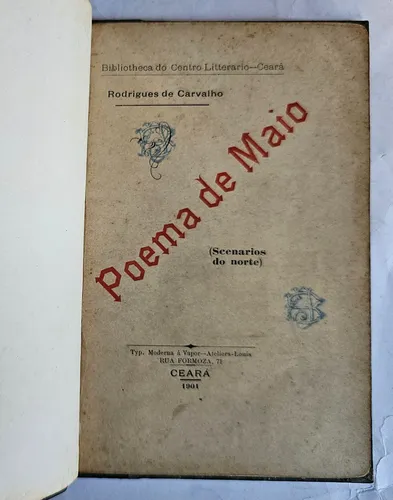 Bibliotheca do Centro Litterario—Ceará
Rodrigues de Carvalho
Poema de Maio
(Scenarios
do norte)
Typ. Moderna á Vapor—Ateliers-Louis
RUA FORMOZA, 71
CEARÁ
1901